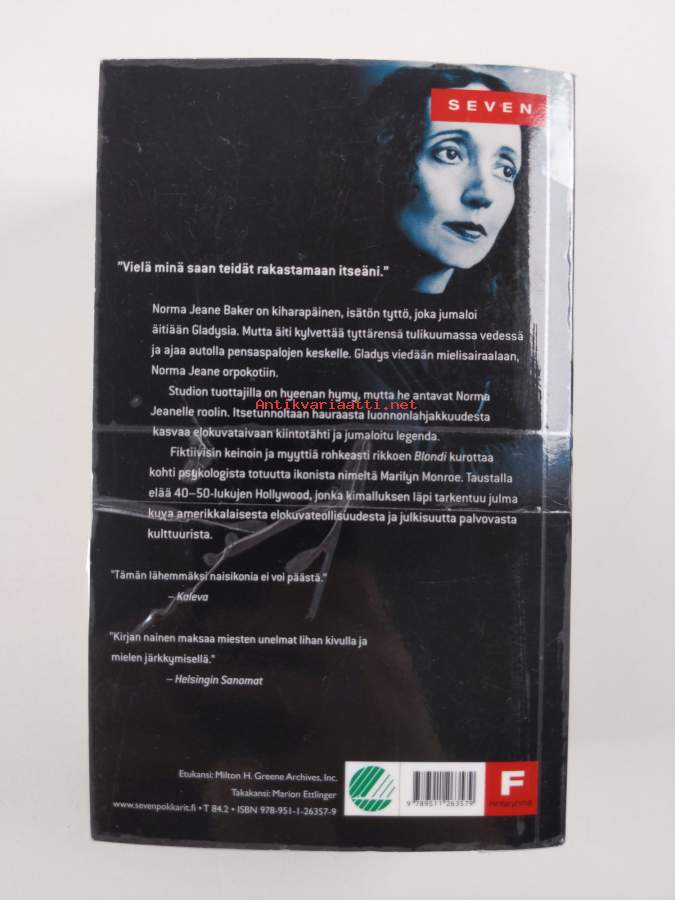 SEVEN
"Vielä minä saan teidät rakastamaan itseäni."
Norma Jeane Baker on kiharapäinen, isätön tyttö, joka jumaloi
äitiään Gladysia. Mutta äiti kylvettää tyttärensä tulikuumassa vedessä
ja ajaa autolla pensaspalojen keskelle. Gladys viedään mielisairaalaan,
Norma Jeane orpokotiin.
Studion tuottajilla on hyeenan hymy, mutta he antavat Norma
Jeanelle roolin. Itsetunnoltaan hauraasta luonnonlahjakkuudesta
Antikvariaatti.net
kasvaa elokuvataivaan kiintotähti ja jumaloitu legenda.
Fiktiivisin keinoin ja myyttiä rohkeasti rikkoen Blondi kurottaa
kohti psykologista totuutta ikonista nimeltä Marilyn Monroe. Taustalla
elää 40–50-lukujen Hollywood, jonka kimalluksen läpi tarkentuu julma
kuva amerikkalaisesta elokuvateollisuudesta ja julkisuutta palvovasta
kulttuurista.
"Tämän lähemmäksi naisikonia ei voi päästä."
– Kaleva
"Kirjan nainen maksaa miesten unelmat lihan kivulla ja
mielen järkkymisellä."
– Helsingin Sanomat
Etukansi: Milton H. Greene Archives, Inc.
Takakansi: Marion Ettlinger
www.sevenpokkarit.fi • T 84.2 • ISBN 978-951-1-26357-9
9 789511 263579
F